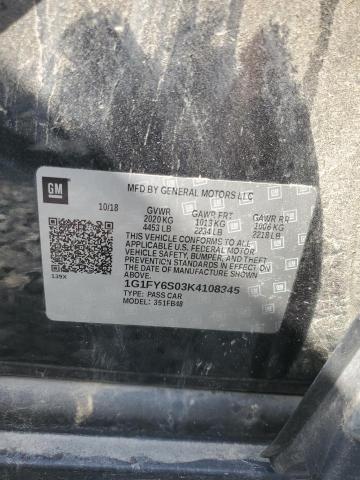 GM
MFD BY GENERAL MOTORS LLC
10/18 GVWR GAWR FRT GAWR RR
2020 KG 1013 KG 1006 KG
4453 LB 2234 LB 2218 LB
THIS VEHICLE CONFORMS TO ALL
APPLICABLE U.S. FEDERAL MOTOR
VEHICLE SAFETY, BUMPER, AND
THEFT PREVENTION STANDARDS IN
EFFECT ON THE DATE OF
MANUFACTURE SHOWN ABOVE.
139X
1G1FY6S03K4108345
TYPE: PASS CAR
MODEL: 351FB48